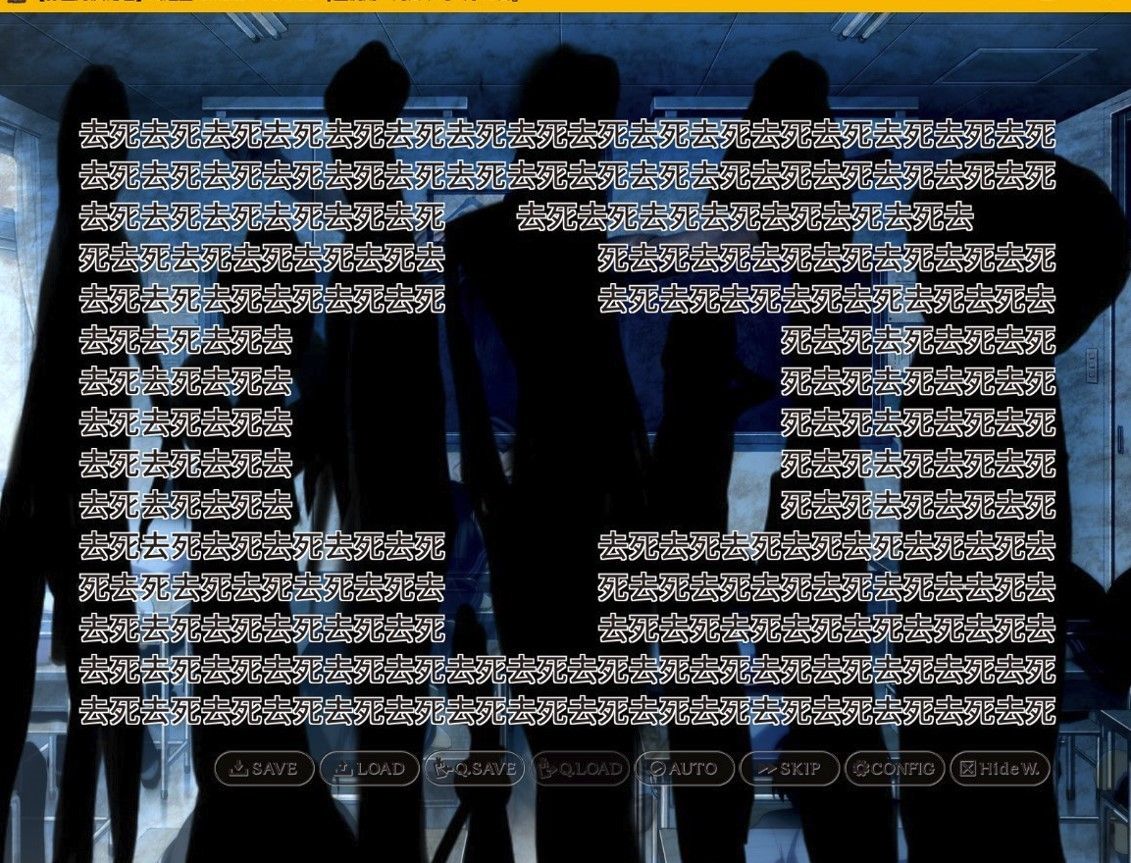 去死去死去死去死去死去死去死去死去死去死去死去死去死去死去死去死
去死去死去死去死去死去死去死去死去死去死去死去死去死去死去死去死
去死去死去死去死去死去死 去死去死去死去死去死去死去死去
死去死去死去死去死去死去 死去死去死去死去死去死去死去死
去死去死去死去死去死去死 去死去死去死去死去死去死去死去
去死去死去死去 死去死去死去死去死
去死去死去死去 死去死去死去死去死
去死去死去死去 死去死去死去死去死
去死去死去死去 死去死去死去死去死
去死去死去死去 死去死去死去死去死
去死去死去死去死去死去死 去死去死去死去死去死去死去死去
死去死去死去死去死去死去 死去死去死去死去死去死去死去死
去死去死去死去死去死去死 去死去死去死去死去死去死去死去
去死去死去死去死去死去死去死去死去死去死去死去死去死去死去死去死
去死去死去死去死去死去死去死去死去死去死去死去死去死去死去死去死
SAVE LOAD Q.SAVE Q.LOAD AUTO SKIP CONFIG HideW.